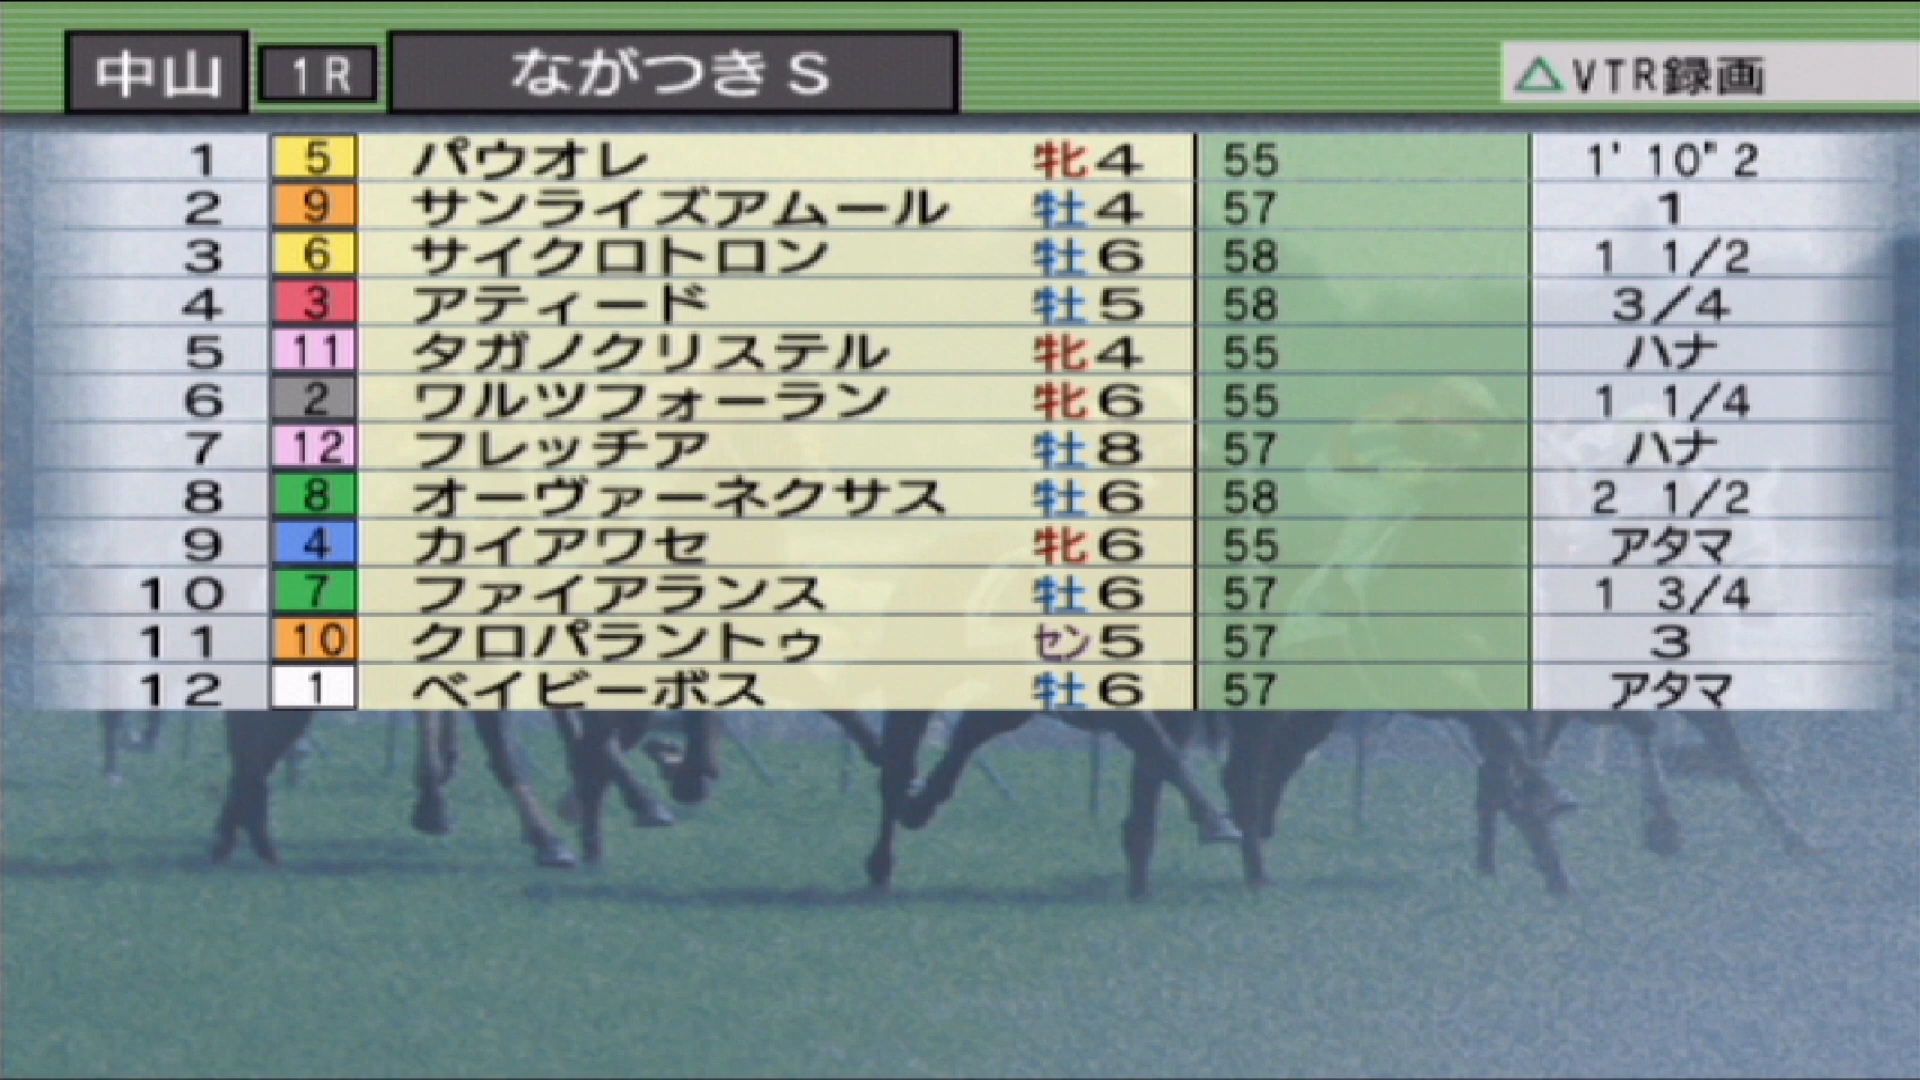 中山 1R ながつきS △VTR録画
1 5 パウオレ 牝4 55 1'10"2
2 9 サンライズアムール 牡4 57 1
3 6 サイクロトロン 牡6 58 1 1/2
4 3 アティード 牡5 58 3/4
5 11 タガノクリステル 牝4 55 ハナ
6 2 ワルツフォーラン 牝6 55 1 1/4
7 12 フレッチア 牡8 57 ハナ
8 8 オーヴァーネクサス 牡6 58 2 1/2
9 4 カイアワセ 牝6 55 アタマ
10 7 ファイアランス 牡6 57 1 3/4
11 10 クロパラントゥ セン5 57 3
12 1 ベイビーボス 牡6 57 アタマ